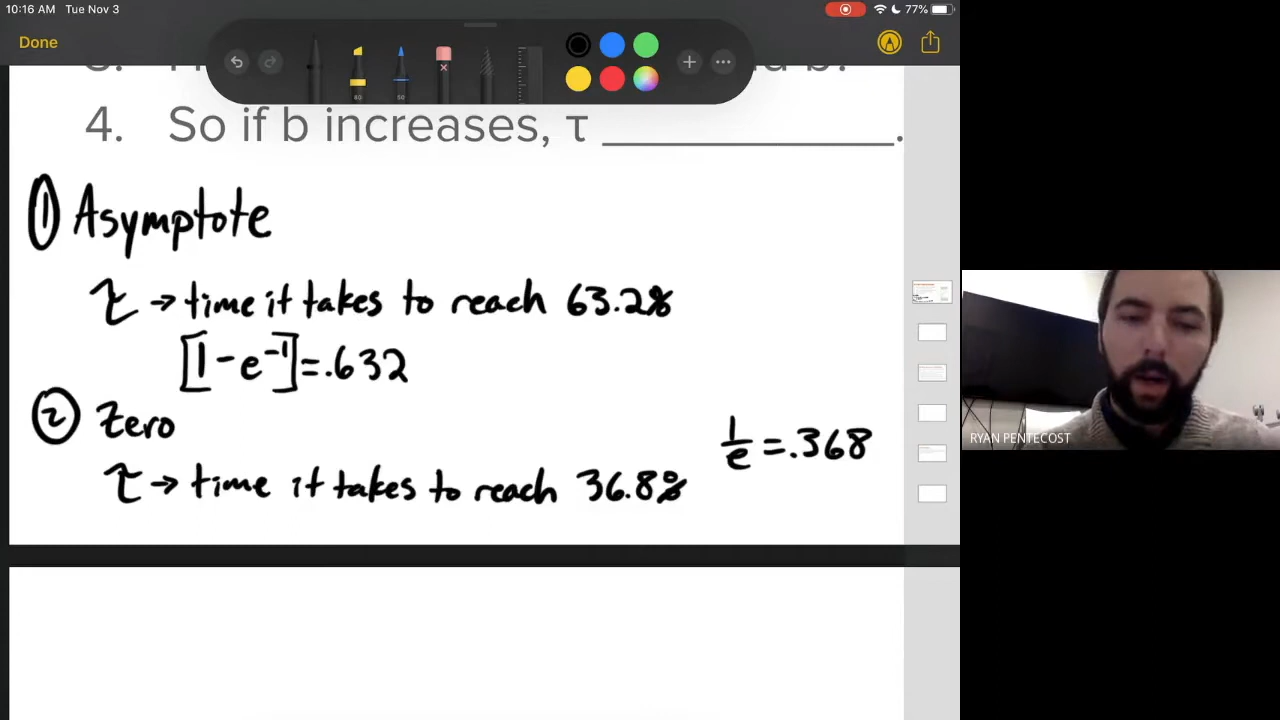 10:16 AM Tue Nov 3
77%
Done
80
50
4. So if b increases, τ ____________.
① Asymptote
τ → time it takes to reach 63.2%
[1 - e⁻¹] = .632
② Zero
1/e = .368
τ → time it takes to reach 36.8%
RYAN PENTECOST